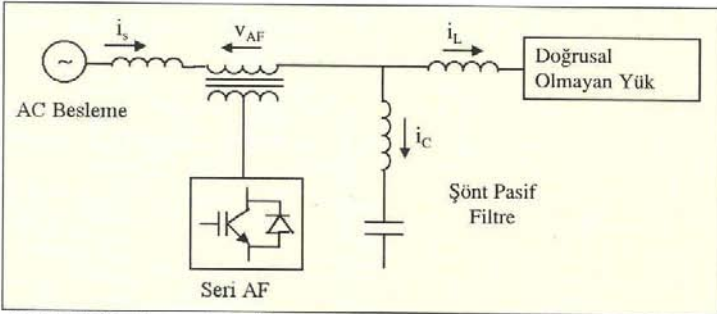 i_s
v_AF
i_L
Doğrusal
Olmayan Yük
~
AC Besleme
i_C
Şönt Pasif
Filtre
Seri AF